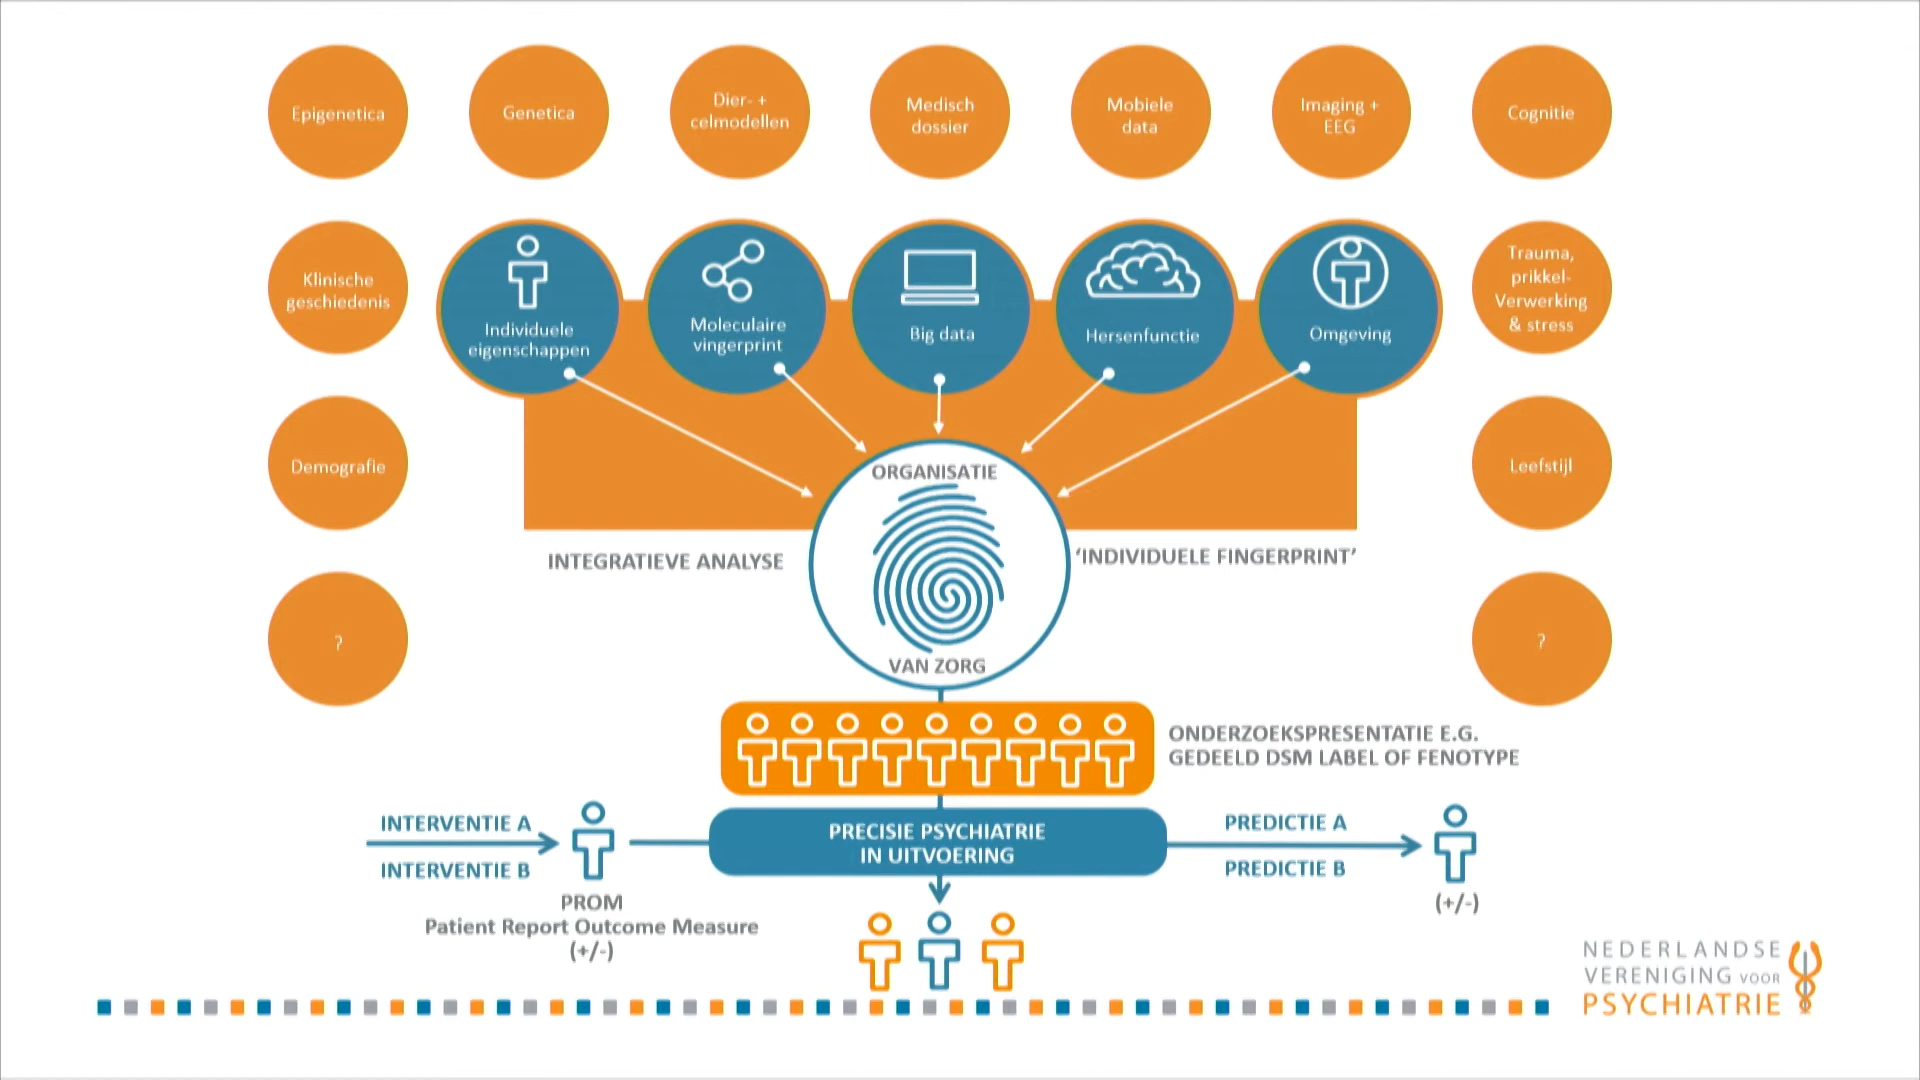 Epigenetica
Genetica
Dier- +
celmodellen
Medisch
dossier
Mobiele
data
Imaging +
EEG
Cognitie
Klinische
geschiedenis
Individuele
eigenschappen
Moleculaire
vingerprint
Big data
Hersenfunctie
Omgeving
Trauma,
prikkel-
Verwerking
& stress
Demografie
Leefstijl
ORGANISATIE
VAN ZORG
INTEGRATIEVE ANALYSE
'INDIVIDUELE FINGERPRINT'
?
?
ONDERZOEKSPRESENTATIE E.G.
GEDEELD DSM LABEL OF FENOTYPE
INTERVENTIE A
INTERVENTIE B
PRECISIE PSYCHIATRIE
IN UITVOERING
PREDICTIE A
PREDICTIE B
PROM
Patient Report Outcome Measure
(+/-)
(+/-)
NEDERLANDSE
VERENIGING VOOR
PSYCHIATRIE